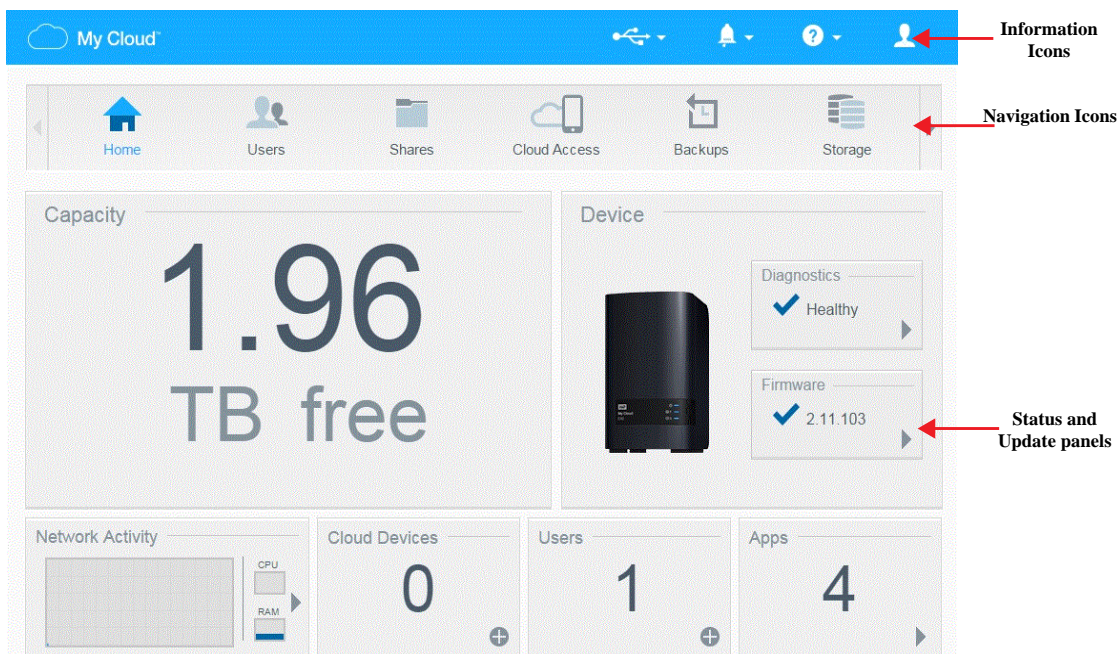 My Cloud™
Information
Icons
Home
Users
Shares
Cloud Access
Backups
Storage
Navigation Icons
Capacity
1.96
TB free
Device
Diagnostics
Healthy
Firmware
2.11.103
Status and
Update panels
Network Activity
CPU
RAM
Cloud Devices
0
Users
1
Apps
4